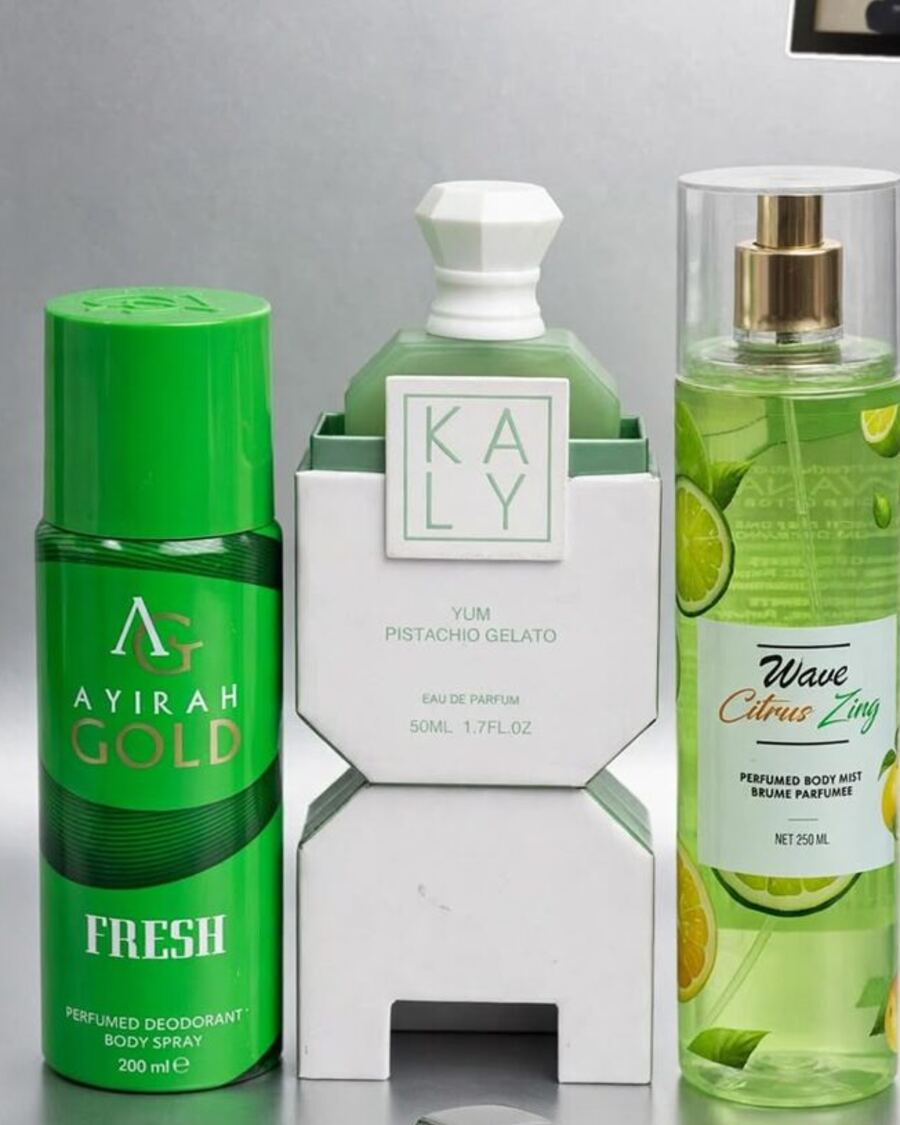 AG
AYIRAH
GOLD
FRESH
PERFUMED DEODORANT
BODY SPRAY
200 ml ℮
KA
LY
YUM
PISTACHIO GELATO
EAU DE PARFUM
50ML 1.7FL.OZ
Wave
Citrus Zing
PERFUMED BODY MIST
BRUME PARFUMÉE
NET 250 ML